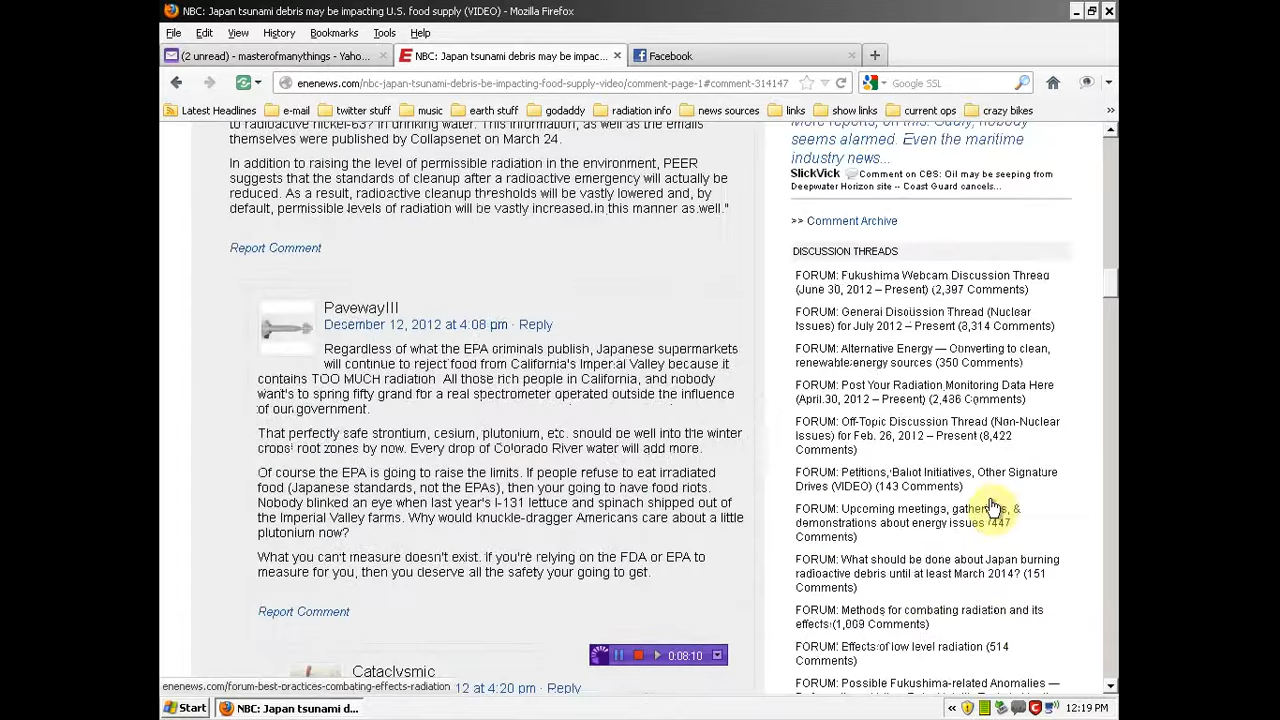 NBC: Japan tsunami debris may be impacting U.S. food supply (VIDEO) - Mozilla Firefox
File Edit View History Bookmarks Tools Help
(2 unread) - masterofmanythings - Yaho...
NBC: Japan tsunami debris may be impac...
Facebook
enenews.com/nbc-japan-tsunami-debris-be-impacting-food-supply-video/comment-page-1#comment-314147
Google SSL
Latest Headlines e-mail twitter stuff music earth stuff godaddy radiation info news sources links show links current ops crazy bikes
to radioactive nickel-63? In drinking water. This information, as well as the emails
themselves were published by Collapsenet on March 24.
In addition to raising the level of permissible radiation in the environment, PEER
suggests that the standards of cleanup after a radioactive emergency will actually be
reduced. As a result, radioactive cleanup thresholds will be vastly lowered and, by
default, permissible levels of radiation will be vastly increased in this manner as well."
Report Comment
PavewayIII
December 12, 2012 at 4:08 pm · Reply
Regardless of what the EPA criminals publish, Japanese supermarkets
will continue to reject food from California's Imperial Valley because it
contains TOO MUCH radiation. All those rich people in California, and nobody
want's to spring fifty grand for a real spectrometer operated outside the influence
of our government.
That perfectly safe strontium, cesium, plutonium, etc. should be well into the winter
crops' root zones by now. Every drop of Colorado River water will add more.
Of course the EPA is going to raise the limits. If people refuse to eat irradiated
food (Japanese standards, not the EPAs), then your going to have food riots.
Nobody blinked an eye when last year's I-131 lettuce and spinach shipped out of
the Imperial Valley farms. Why would knuckle-dragger Americans care about a little
plutonium now?
What you can't measure doesn't exist. If you're relying on the FDA or EPA to
measure for you, then you deserve all the safety your going to get.
Report Comment
Cataclysmic
12 at 4:20 pm · Reply
0:08:10
More reports, on this. Oddly, nobody
seems alarmed. Even the maritime
industry news...
SlickVick Comment on CBS: Oil may be seeping from
Deepwater Horizon site -- Coast Guard cancels...
>> Comment Archive
DISCUSSION THREADS
FORUM: Fukushima Webcam Discussion Thread
(June 30, 2012 – Present) (2,397 Comments)
FORUM: General Discussion Thread (Nuclear
Issues) for July 2012 – Present (3,314 Comments)
FORUM: Alternative Energy — Converting to clean,
renewable energy sources (350 Comments)
FORUM: Post Your Radiation Monitoring Data Here
(April 30, 2012 – Present) (2,436 Comments)
FORUM: Off-Topic Discussion Thread (Non-Nuclear
Issues) for Feb. 26, 2012 – Present (8,422
Comments)
FORUM: Petitions, Ballot Initiatives, Other Signature
Drives (VIDEO) (143 Comments)
FORUM: Upcoming meetings, gatherings, &
demonstrations about energy issues (447
Comments)
FORUM: What should be done about Japan burning
radioactive debris until at least March 2014? (151
Comments)
FORUM: Methods for combating radiation and its
effects (1,009 Comments)
FORUM: Effects of low level radiation (514
Comments)
FORUM: Possible Fukushima-related Anomalies —
enenews.com/forum-best-practices-combating-effects-radiation
Start
NBC: Japan tsunami d...
12:19 PM